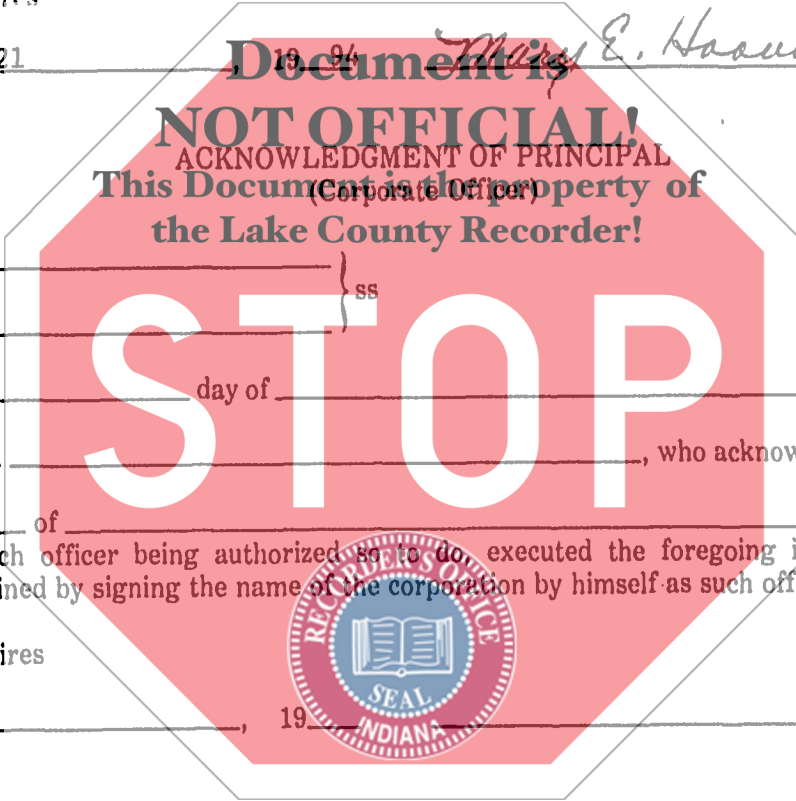 21 , 19 94 Mary E.
Document is
NOT OFFICIAL!
ACKNOWLEDGMENT OF PRINCIPAL
This Document is the property of
(Corporate Officer)
the Lake County Recorder!
ss
STOP
day of
, who acknow
of
ch officer being authorized so to do, executed the foregoing i
ined by signing the name of the corporation by himself as such off
RECORDER'S OFFICE
ires
SEAL
, 19
INDIANA